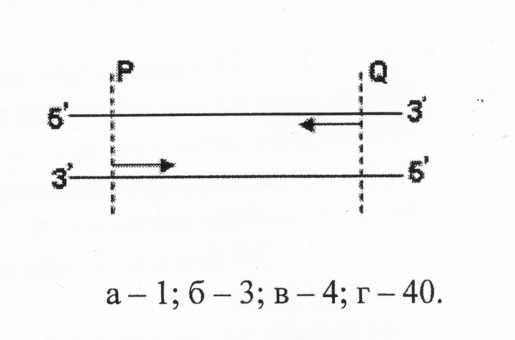 P Q
5' 3'
3' 5'
а – 1; б – 3; в – 4; г – 40.